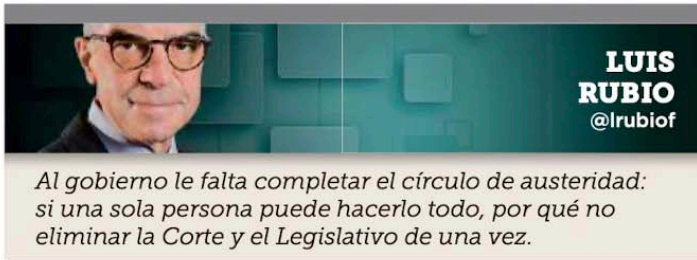 LUIS
RUBIO
@lrubiof
Al gobierno le falta completar el círculo de austeridad:
si una sola persona puede hacerlo todo, por qué no
eliminar la Corte y el Legislativo de una vez.